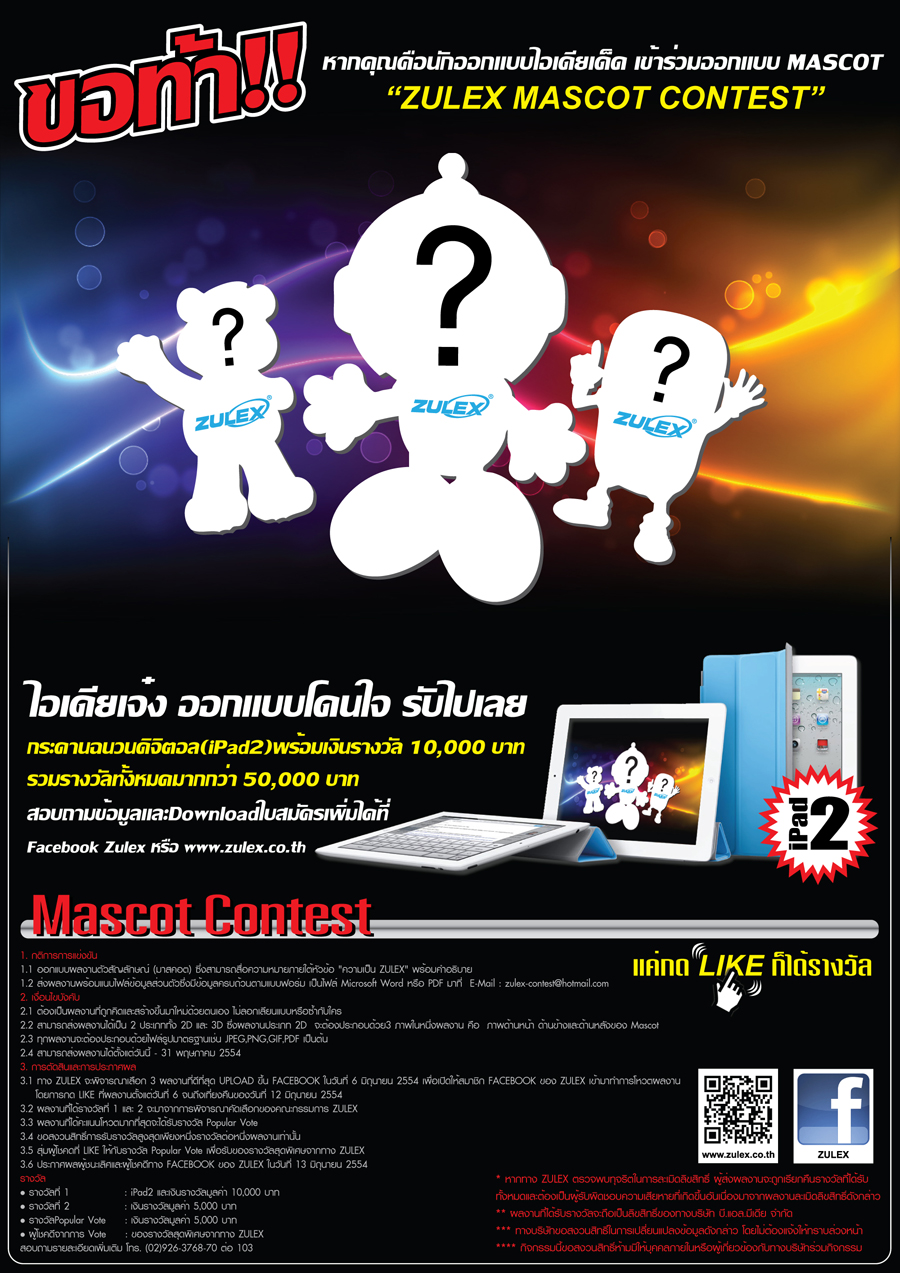 ขอท้า!!
หากคุณคือนักออกแบบไอเดียเด็ด เข้าร่วมออกแบบ MASCOT
“ZULEX MASCOT CONTEST”
? ? ?
ZULEX® ZULEX® ZULEX®
ไอเดียเจ๋ง ออกแบบโดนใจ รับไปเลย
กระดานฉนวนดิจิตอล(iPad2)พร้อมเงินรางวัล 10,000 บาท
รวมรางวัลทั้งหมดมากกว่า 50,000 บาท
สอบถามข้อมูลและDownloadใบสมัครเพิ่มได้ที่
Facebook Zulex หรือ www.zulex.co.th
iPad 2
Mascot Contest
แค่กด LIKE ก็ได้รางวัล
1. กติการการแข่งขัน
1.1 ออกแบบผลงานตัวสัญลักษณ์ (มาสคอต) ซึ่งสามารถสื่อความหมายภายใต้หัวข้อ "ความเป็น ZULEX" พร้อมคำอธิบาย
1.2 ส่งผลงานพร้อมแนบไฟล์ข้อมูลส่วนตัวซึ่งมีข้อมูลครบถ้วนตามแบบฟอร์ม เป็นไฟล์ Microsoft Word หรือ PDF มาที่ E-Mail : zulex-contest@hotmail.com
2. เงื่อนไขบังคับ
2.1 ต้องเป็นผลงานที่ถูกคิดและสร้างขึ้นมาใหม่ด้วยตนเอง ไม่ลอกเลียนแบบหรือซ้ำกับใคร
2.2 สามารถส่งผลงานได้เป็น 2 ประเภททั้ง 2D และ 3D ซึ่งผลงานประเภท 2D จะต้องประกอบด้วย3 ภาพในหนึ่งผลงาน คือ ภาพด้านหน้า ด้านข้างและด้านหลังของ Mascot
2.3 ทุกผลงานจะต้องประกอบด้วยไฟล์รูปมาตรฐานเช่น JPEG,PNG,GIF,PDF เป็นต้น
2.4 สามารถส่งผลงานได้ตั้งแต่วันนี้ - 31 พฤษภาคม 2554
3. การตัดสินและการประกาศผล
3.1 ทาง ZULEX จะพิจารณาเลือก 3 ผลงานที่ดีที่สุด UPLOAD ขึ้น FACEBOOK ในวันที่ 6 มิถุนายน 2554 เพื่อเปิดให้สมาชิก FACEBOOK ของ ZULEX เข้ามาทำการโหวตผลงาน
โดยการกด LIKE ที่ผลงานตั้งแต่วันที่ 6 จนถึงเที่ยงคืนของวันที่ 12 มิถุนายน 2554
3.2 ผลงานที่ได้รางวัลที่ 1 และ 2 จะมาจากการพิจารณาคัดเลือกของคณะกรรมการ ZULEX
3.3 ผลงานที่ได้คะแนนโหวตมากที่สุดจะได้รับรางวัล Popular Vote
3.4 ขอสงวนสิทธิ์การรับรางวัลสูงสุดเพียงหนึ่งรางวัลต่อหนึ่งผลงานเท่านั้น
3.5 สุ่มผู้โชคดีที่ LIKE ให้กับรางวัล Popular Vote เพื่อรับของรางวัลสุดพิเศษจากทาง ZULEX
3.6 ประกาศผลผู้ชนะเลิศและผู้โชคดีทาง FACEBOOK ของ ZULEX ในวันที่ 13 มิถุนายน 2554
รางวัล
• รางวัลที่ 1 : iPad2 และเงินรางวัลมูลค่า 10,000 บาท
• รางวัลที่ 2 : เงินรางวัลมูลค่า 5,000 บาท
• รางวัลPopular Vote : เงินรางวัลมูลค่า 5,000 บาท
• ผู้โชคดีจากการ Vote : ของรางวัลสุดพิเศษจากทาง ZULEX
สอบถามรายละเอียดเพิ่มเติม โทร. (02)926-3768-70 ต่อ 103
www.zulex.co.th
f
ZULEX
* หากทาง ZULEX ตรวจพบทุจริตในการละเมิดลิขสิทธิ์ ผู้ส่งผลงานจะถูกเรียกคืนรางวัลที่ได้รับ
ทั้งหมดและต้องเป็นผู้รับผิดชอบความเสียหายที่เกิดขึ้นอันเนื่องมาจากผลงานละเมิดลิขสิทธิ์ดังกล่าว
** ผลงานที่ได้รับรางวัลจะถือเป็นลิขสิทธิ์ของทางบริษัท บี.แอล.มีเดีย จำกัด
*** ทางบริษัทขอสงวนสิทธิ์ในการเปลี่ยนแปลงข้อมูลดังกล่าว โดยไม่ต้องแจ้งให้ทราบล่วงหน้า
**** กิจกรรมนี้ขอสงวนสิทธิ์ห้ามมิให้บุคคลภายในหรือผู้เกี่ยวข้องกับทางบริษัทร่วมกิจกรรม